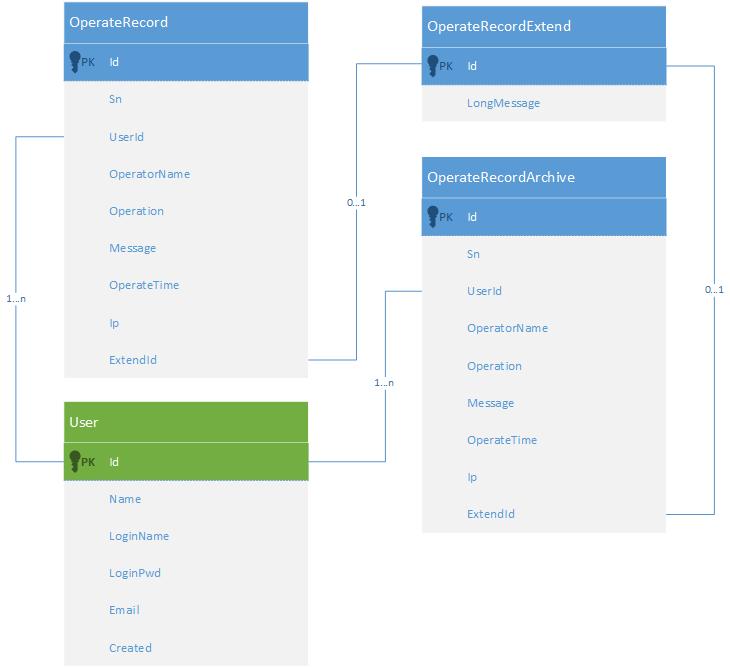 OperateRecord
PK Id
Sn
UserId
OperatorName
Operation
Message
OperateTime
Ip
ExtendId
OperateRecordExtend
PK Id
LongMessage
OperateRecordArchive
PK Id
Sn
UserId
OperatorName
Operation
Message
OperateTime
Ip
ExtendId
User
PK Id
Name
LoginName
LoginPwd
Email
Created
1...n
0...1
1...n
0...1